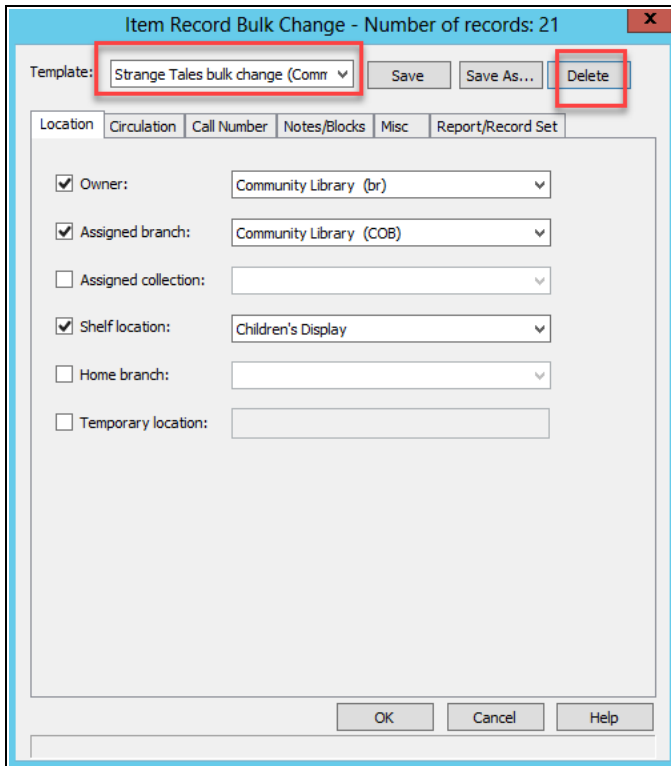 Item Record Bulk Change - Number of records: 21
x
Template: Strange Tales bulk change (Comm Save Save As... Delete
Location Circulation Call Number Notes/Blocks Misc Report/Record Set
Owner: Community Library (br)
Assigned branch: Community Library (COB)
Assigned collection:
Shelf location: Children's Display
Home branch:
Temporary location:
OK Cancel Help